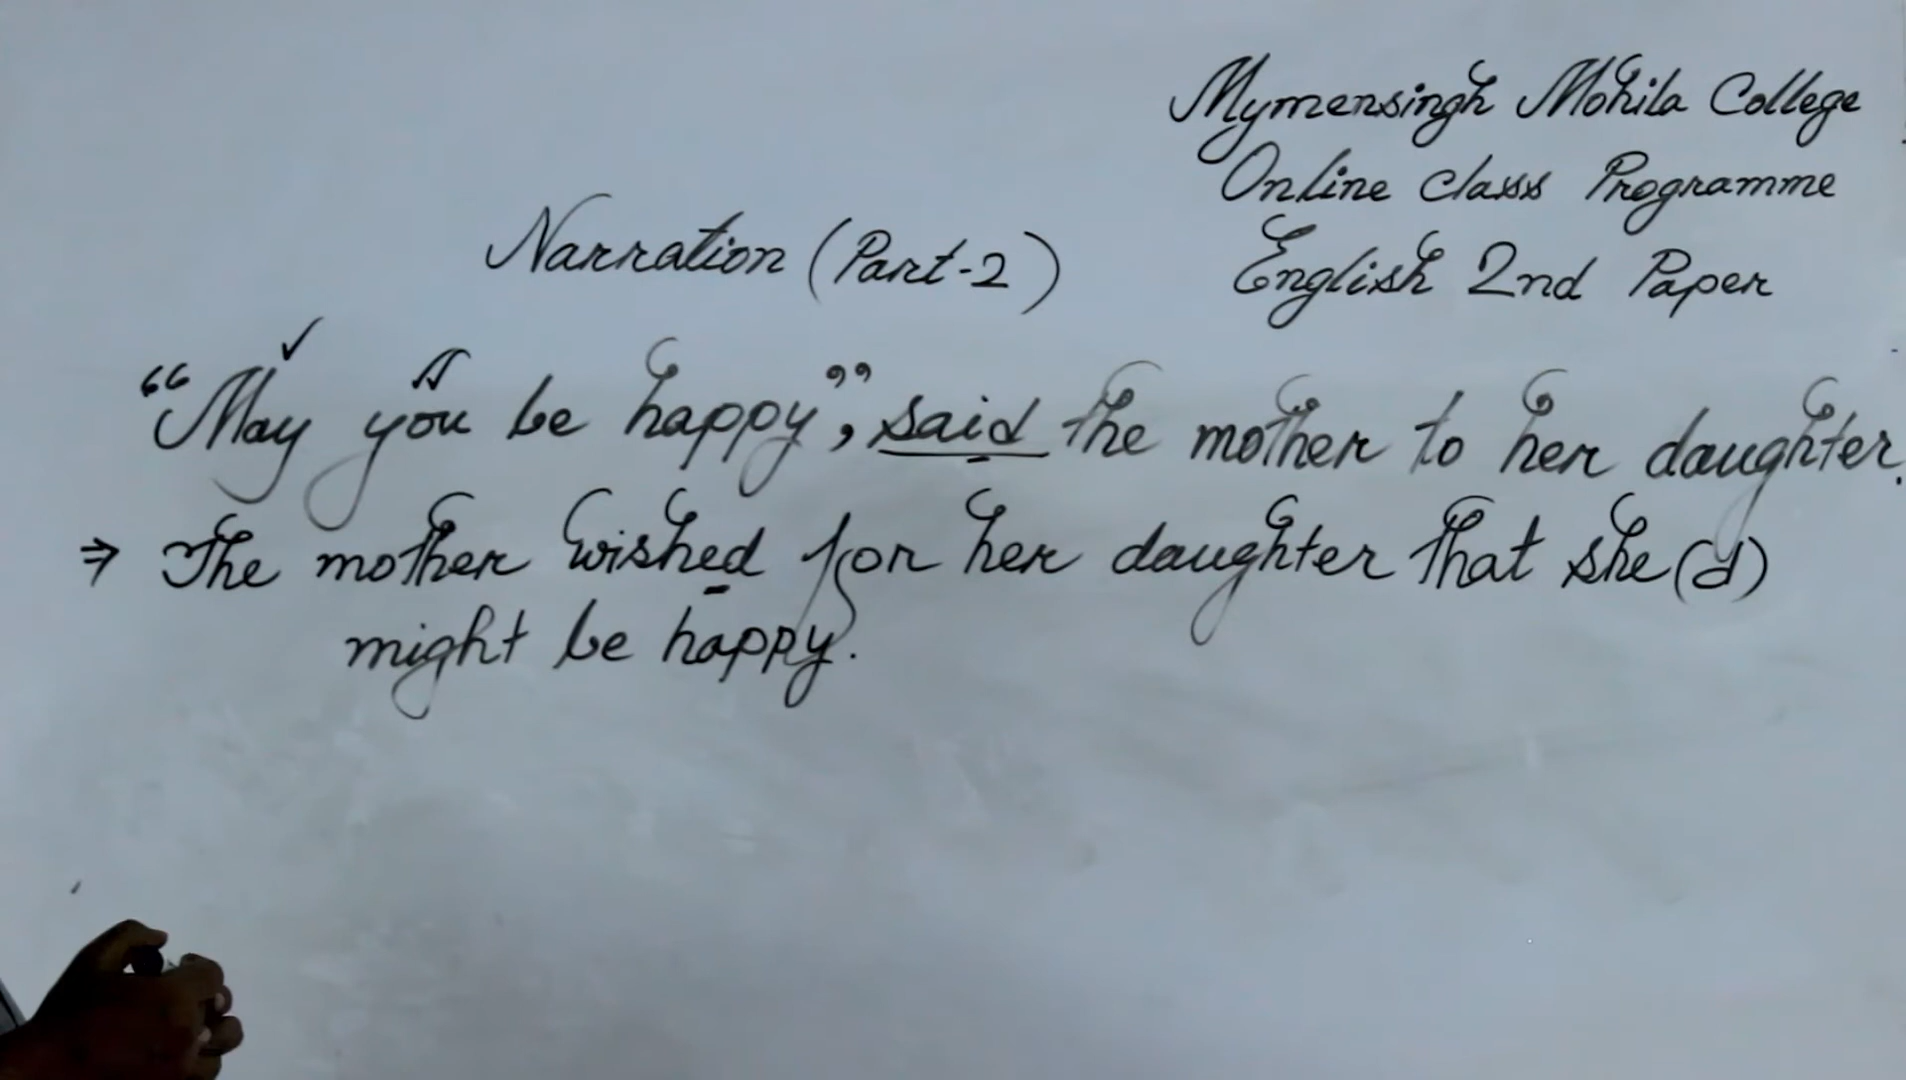 Mymensingh Mohila College
Online class Programme
English 2nd Paper
Narration (Part-2)
“May you be happy”, said the mother to her daughter.
⇒ The mother wished for her daughter that she (d)
might be happy.